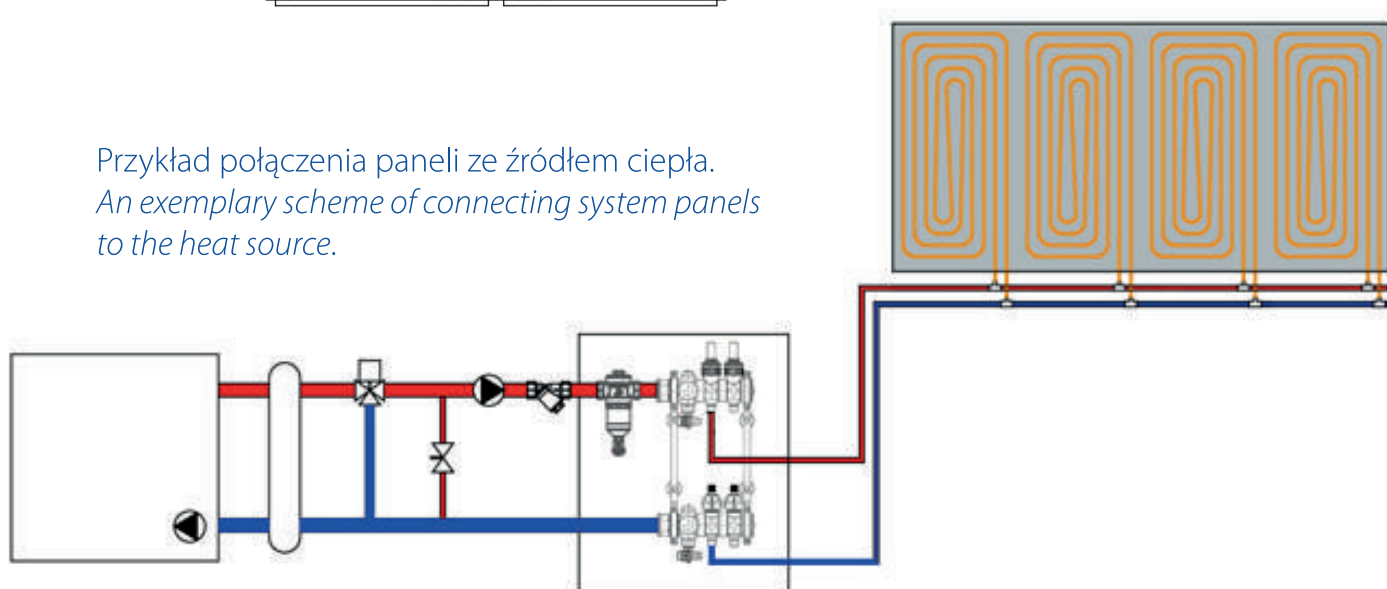 Przykład połączenia paneli ze źródłem ciepła.
An exemplary scheme of connecting system panels
to the heat source.